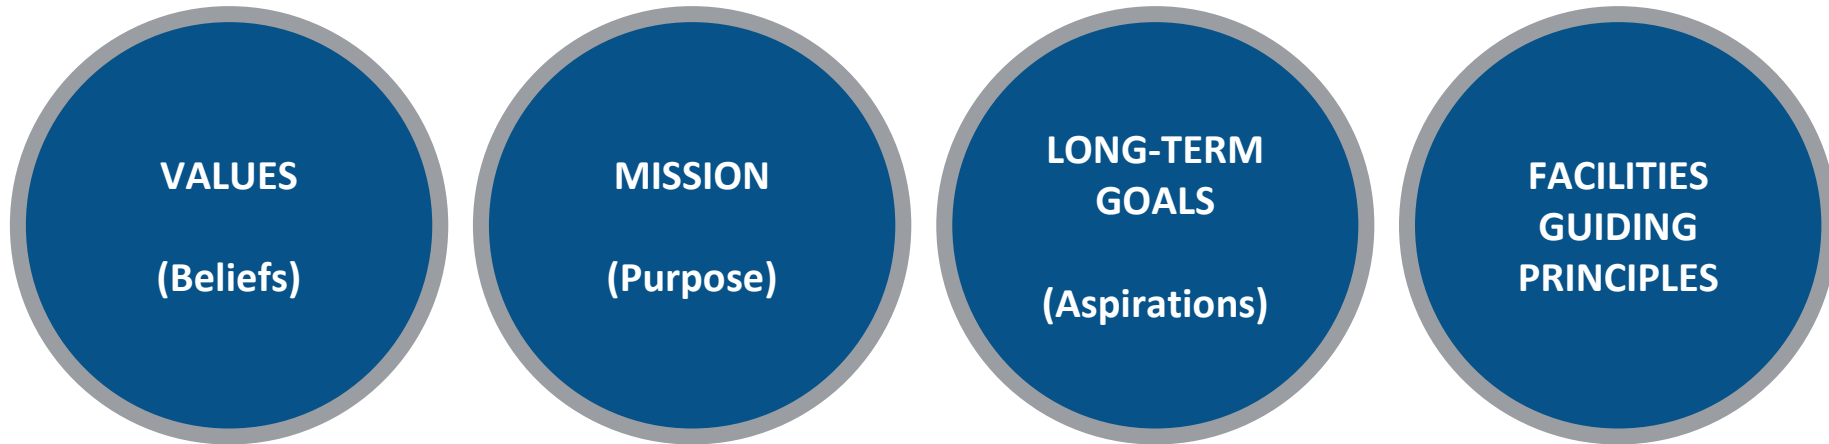 VALUES
(Beliefs)
MISSION
(Purpose)
LONG-TERM
GOALS
(Aspirations)
FACILITIES
GUIDING
PRINCIPLES